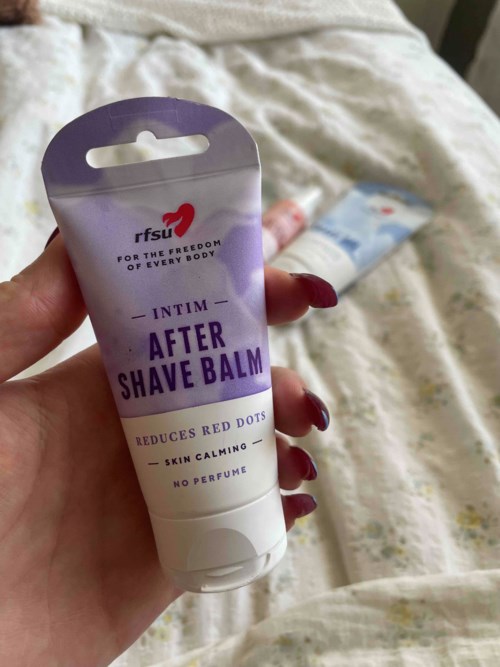 rfsu
FOR THE FREEDOM
OF EVERY BODY
— INTIM —
AFTER
SHAVE BALM
REDUCES RED DOTS
— SKIN CALMING —
NO PERFUME